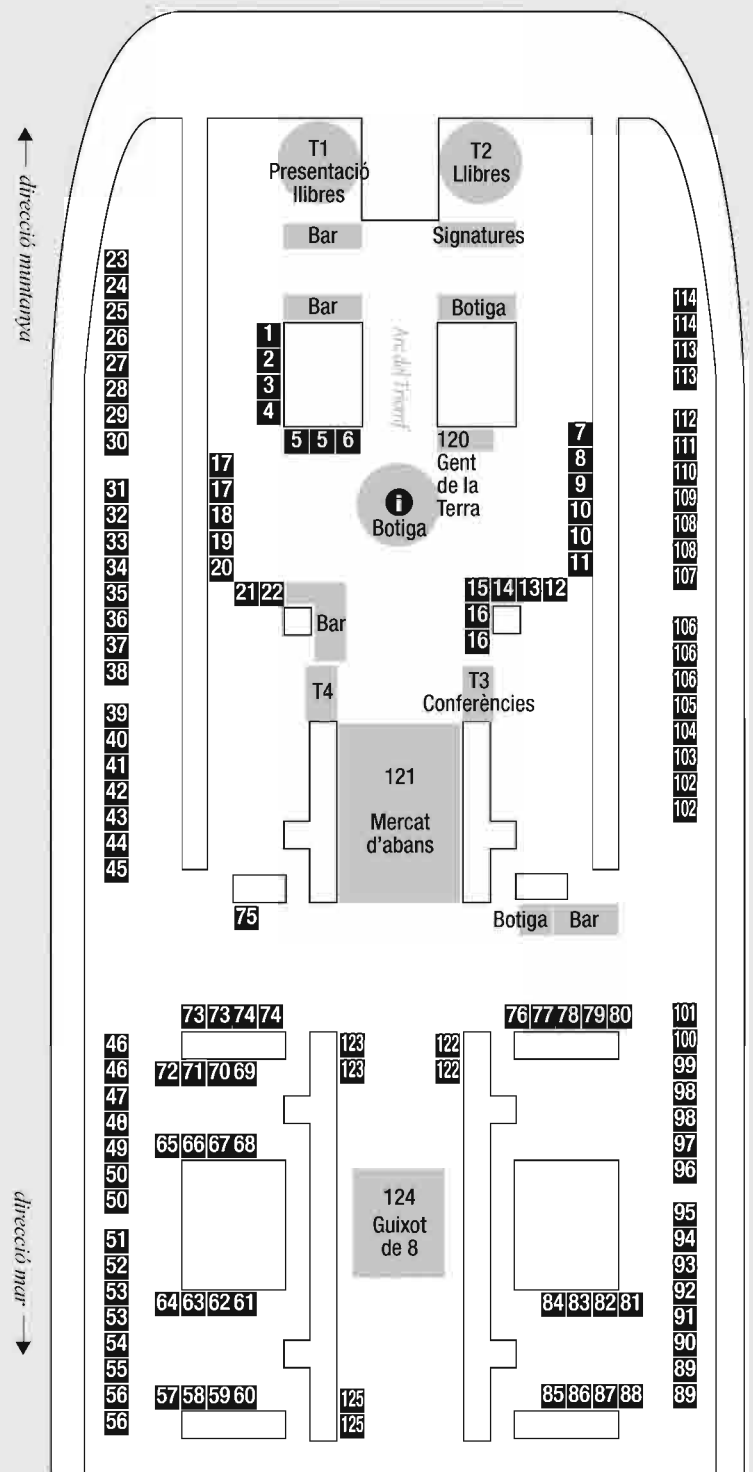 ← direcció muntanya
T1
Presentació
llibres
T2
Llibres
Bar
Signatures
Bar
Botiga
Arc del Triomf
23
24
25
26
27
28
29
30
31
32
33
34
35
36
37
38
39
40
41
42
43
44
45
1
2
3
4
5 5 6
120
Gent
de la
Terra
i
Botiga
17
17
18
19
20
21 22
Bar
7
8
9
10
10
11
15 14 13 12
16
16
T4
T3
Conferències
121
Mercat
d'abans
75
Botiga
Bar
114
114
113
113
112
111
110
109
108
108
107
106
106
106
105
104
103
102
102
73 73 74 74
76 77 78 79 80
123
123
122
122
72 71 70 69
65 66 67 68
46
46
47
48
49
50
50
51
52
53
53
54
55
56
56
124
Guixot
de 8
64 63 62 61
84 83 82 81
57 58 59 60
125
125
85 86 87 88
101
100
99
98
98
97
96
95
94
93
92
91
90
89
89
direcció mar →